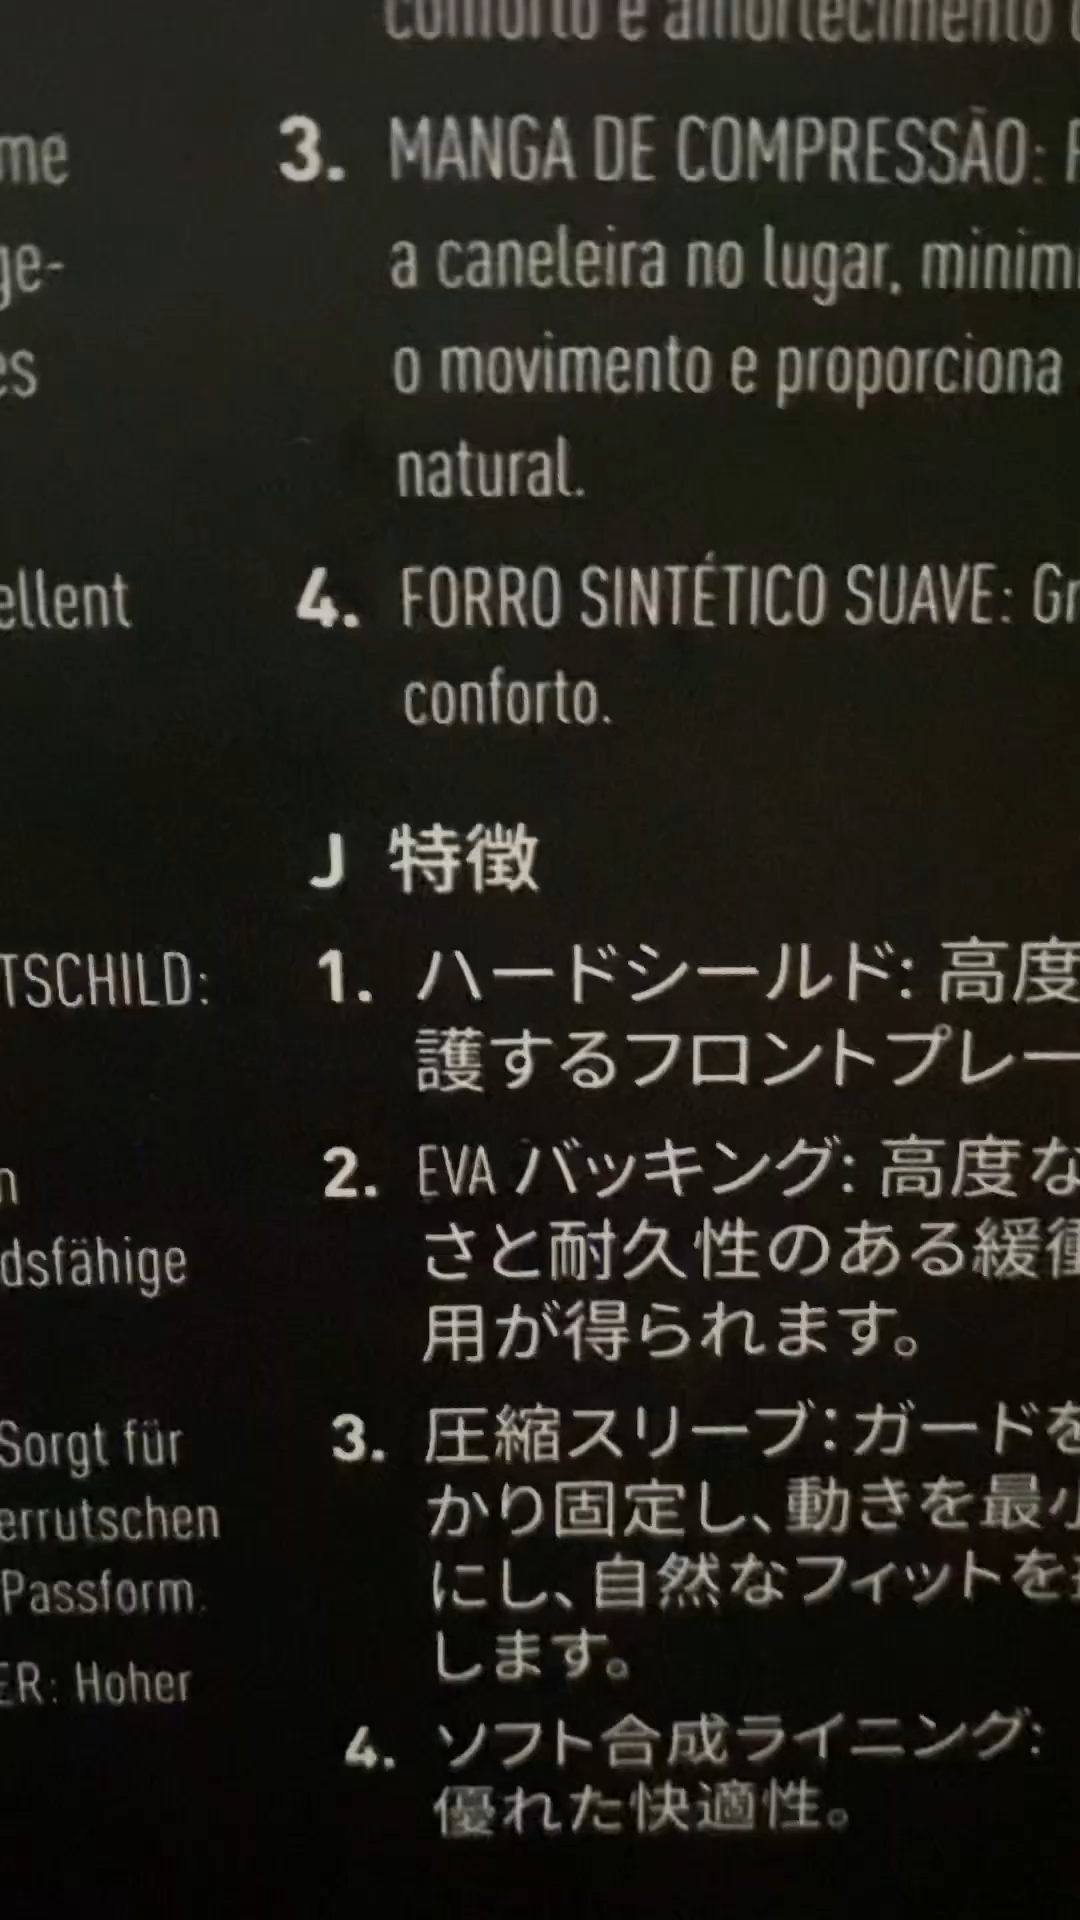 conforto e amortecimento
3. MANGA DE COMPRESSÃO:
a caneleira no lugar,
o movimento e proporciona
natural.
4. FORRO SINTÉTICO SUAVE:
conforto.
J 特徴
1. ハードシールド: 高度
護するフロントプレー
2. EVA バッキング: 高度な
さと耐久性のある緩衝
用が得られます。
3. 圧縮スリーブ: ガードを
かり固定し、動きを最小
にし、自然なフィットを
します。
4. ソフト合成ライニング:
優れた快適性。
me
ge-
es
ellent
TSCHILD:
n
dsfähige
Sorgt für
errutschen
Passform.
ER: Hoher